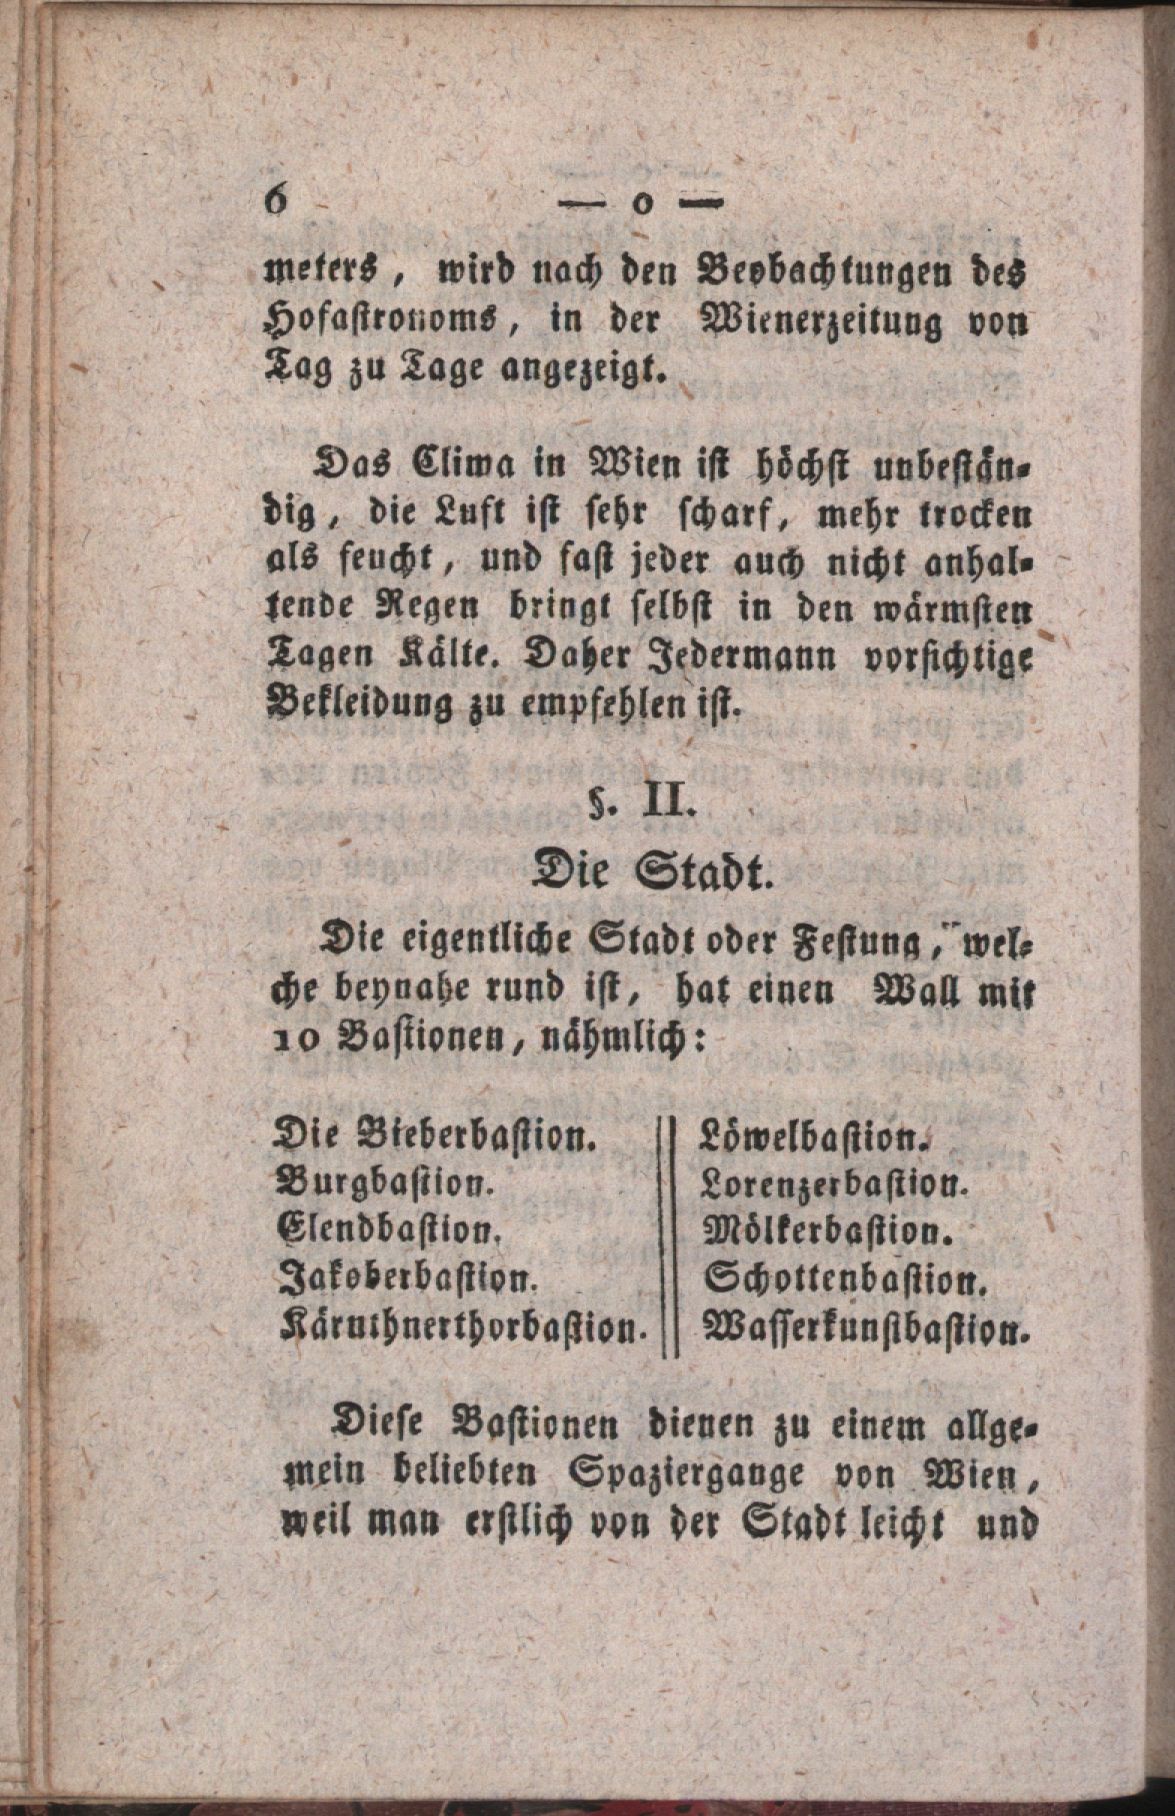 6 — o —
meters, wird nach den Beobachtungen des
Hofastronoms, in der Wienerzeitung von
Tag zu Tage angezeigt.
Das Clima in Wien ist höchst unbestän-
dig, die Luft ist sehr scharf, mehr trocken
als feucht, und fast jeder auch nicht anhal-
tende Regen bringt selbst in den wärmsten
Tagen Kälte. Daher Jedermann vorsichtige
Bekleidung zu empfehlen ist.
§. II.
Die Stadt.
Die eigentliche Stadt oder Festung, wel-
che beynahe rund ist, hat einen Wall mit
10 Bastionen, nähmlich:
Die Bieberbastion.
Burgbastion.
Elendbastion.
Jakoberbastion.
Kärnthnerthorbastion.
Löwelbastion.
Lorenzerbastion.
Mölkerbastion.
Schottenbastion.
Wasserkunstbastion.
Diese Bastionen dienen zu einem allge-
mein beliebten Spaziergange von Wien,
weil man erstlich von der Stadt leicht und